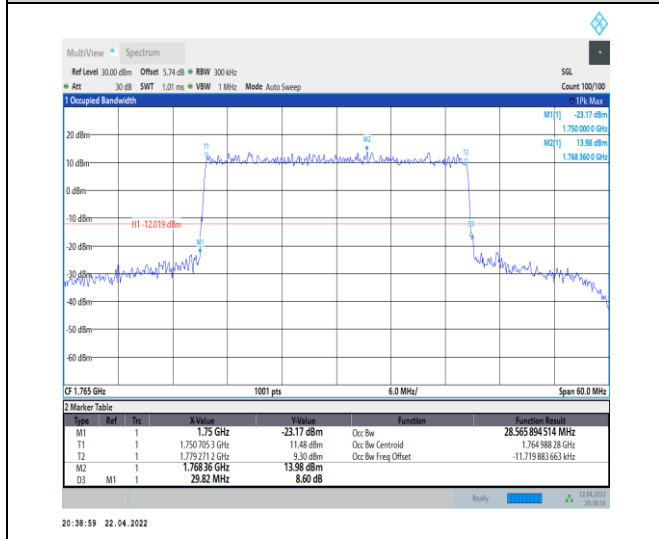 MultiView Spectrum
Ref Level 30.00 dBm Offset 5.74 dB RBW 300 kHz SGL
Att 30 dB SWT 1.01 ms VBW 1 MHz Mode Auto Sweep Count 100/100
1 Occupied Bandwidth 1Pk Max
M1[1] -23.17 dBm
1.750 000 0 GHz
M2[1] 13.98 dBm
1.768 360 0 GHz
20 dBm
T1
M2
T2
10 dBm
0 dBm
-10 dBm
H1 -12.019 dBm
D3
-20 dBm
M1
-30 dBm
-40 dBm
-50 dBm
-60 dBm
CF 1.765 GHz 1001 pts 6.0 MHz/ Span 60.0 MHz
2 Marker Table
Type Ref Trc X-Value Y-Value Function Function Result
M1 1 1.75 GHz -23.17 dBm Occ Bw 28.565 894 514 MHz
T1 1 1.750 705 3 GHz 11.48 dBm Occ Bw Centroid 1.764 988 28 GHz
T2 1 1.779 271 2 GHz 9.30 dBm Occ Bw Freq Offset -11.719 883 663 kHz
M2 1 1.768 36 GHz 13.98 dBm
D3 M1 1 29.82 MHz 8.60 dB
Ready 22.04.2022
20:38:59
20:38:59 22.04.2022